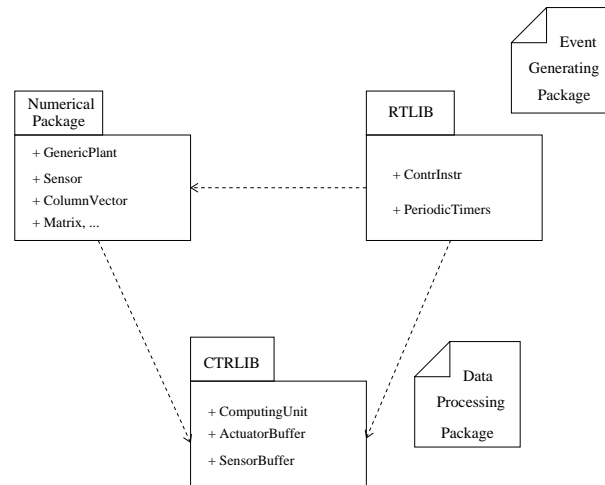 Event
Generating
Package
Numerical
Package
+ GenericPlant
+ Sensor
+ ColumnVector
+ Matrix, ...
RTLIB
+ ContrInstr
+ PeriodicTimers
CTRLIB
+ ComputingUnit
+ ActuatorBuffer
+ SensorBuffer
Data
Processing
Package